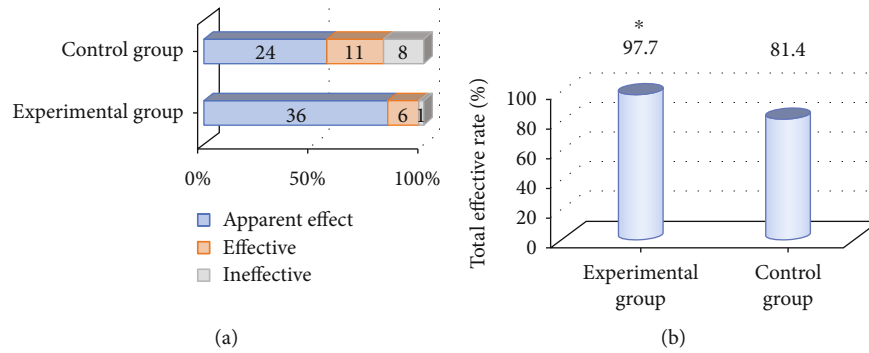 Control group
24 11 8
Experimental group
36 6 1
0% 50% 100%
Apparent effect
Effective
Ineffective
(a)
*
97.7 81.4
Total effective rate (%)
100
80
60
40
20
0
Experimental
group
Control
group
(b)